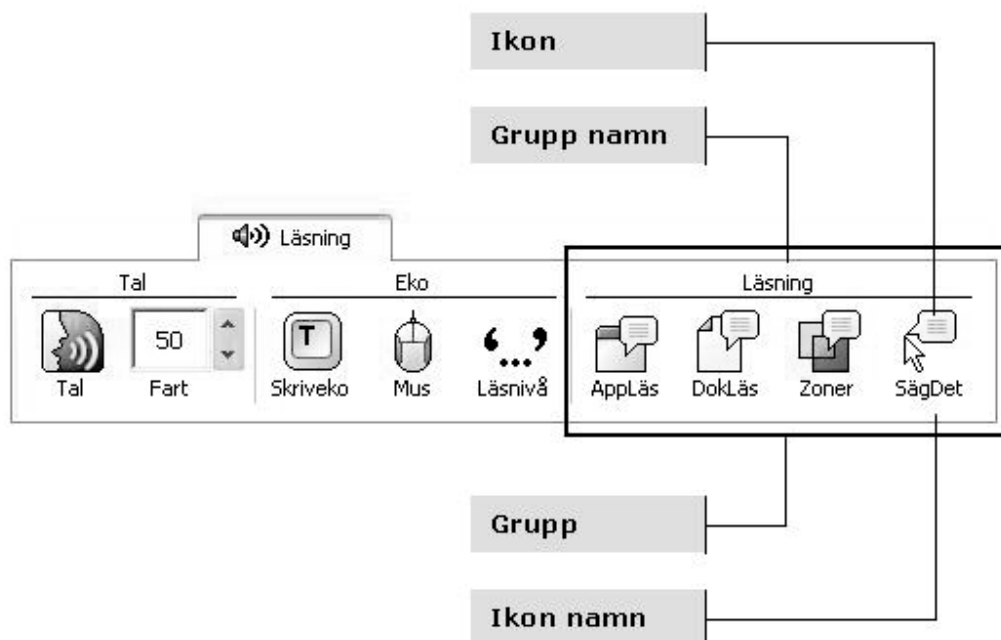 Ikon
Grupp namn
Läsning
Tal Eko Läsning
T 50
Tal Fart Skriveko Mus Läsnivå AppLäs DokLäs Zoner SägDet
Grupp
Ikon namn